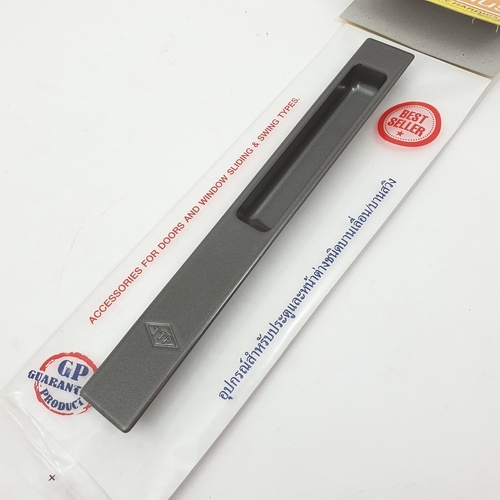 BEST
SELLER
ACCESSORIES FOR DOORS AND WINDOW SLIDING & SWING TYPES.
อุปกรณ์สำหรับประตูและหน้าต่างชนิดบานเลื่อน/บานสวิง
GP
GUARANTEE
PRODUCT